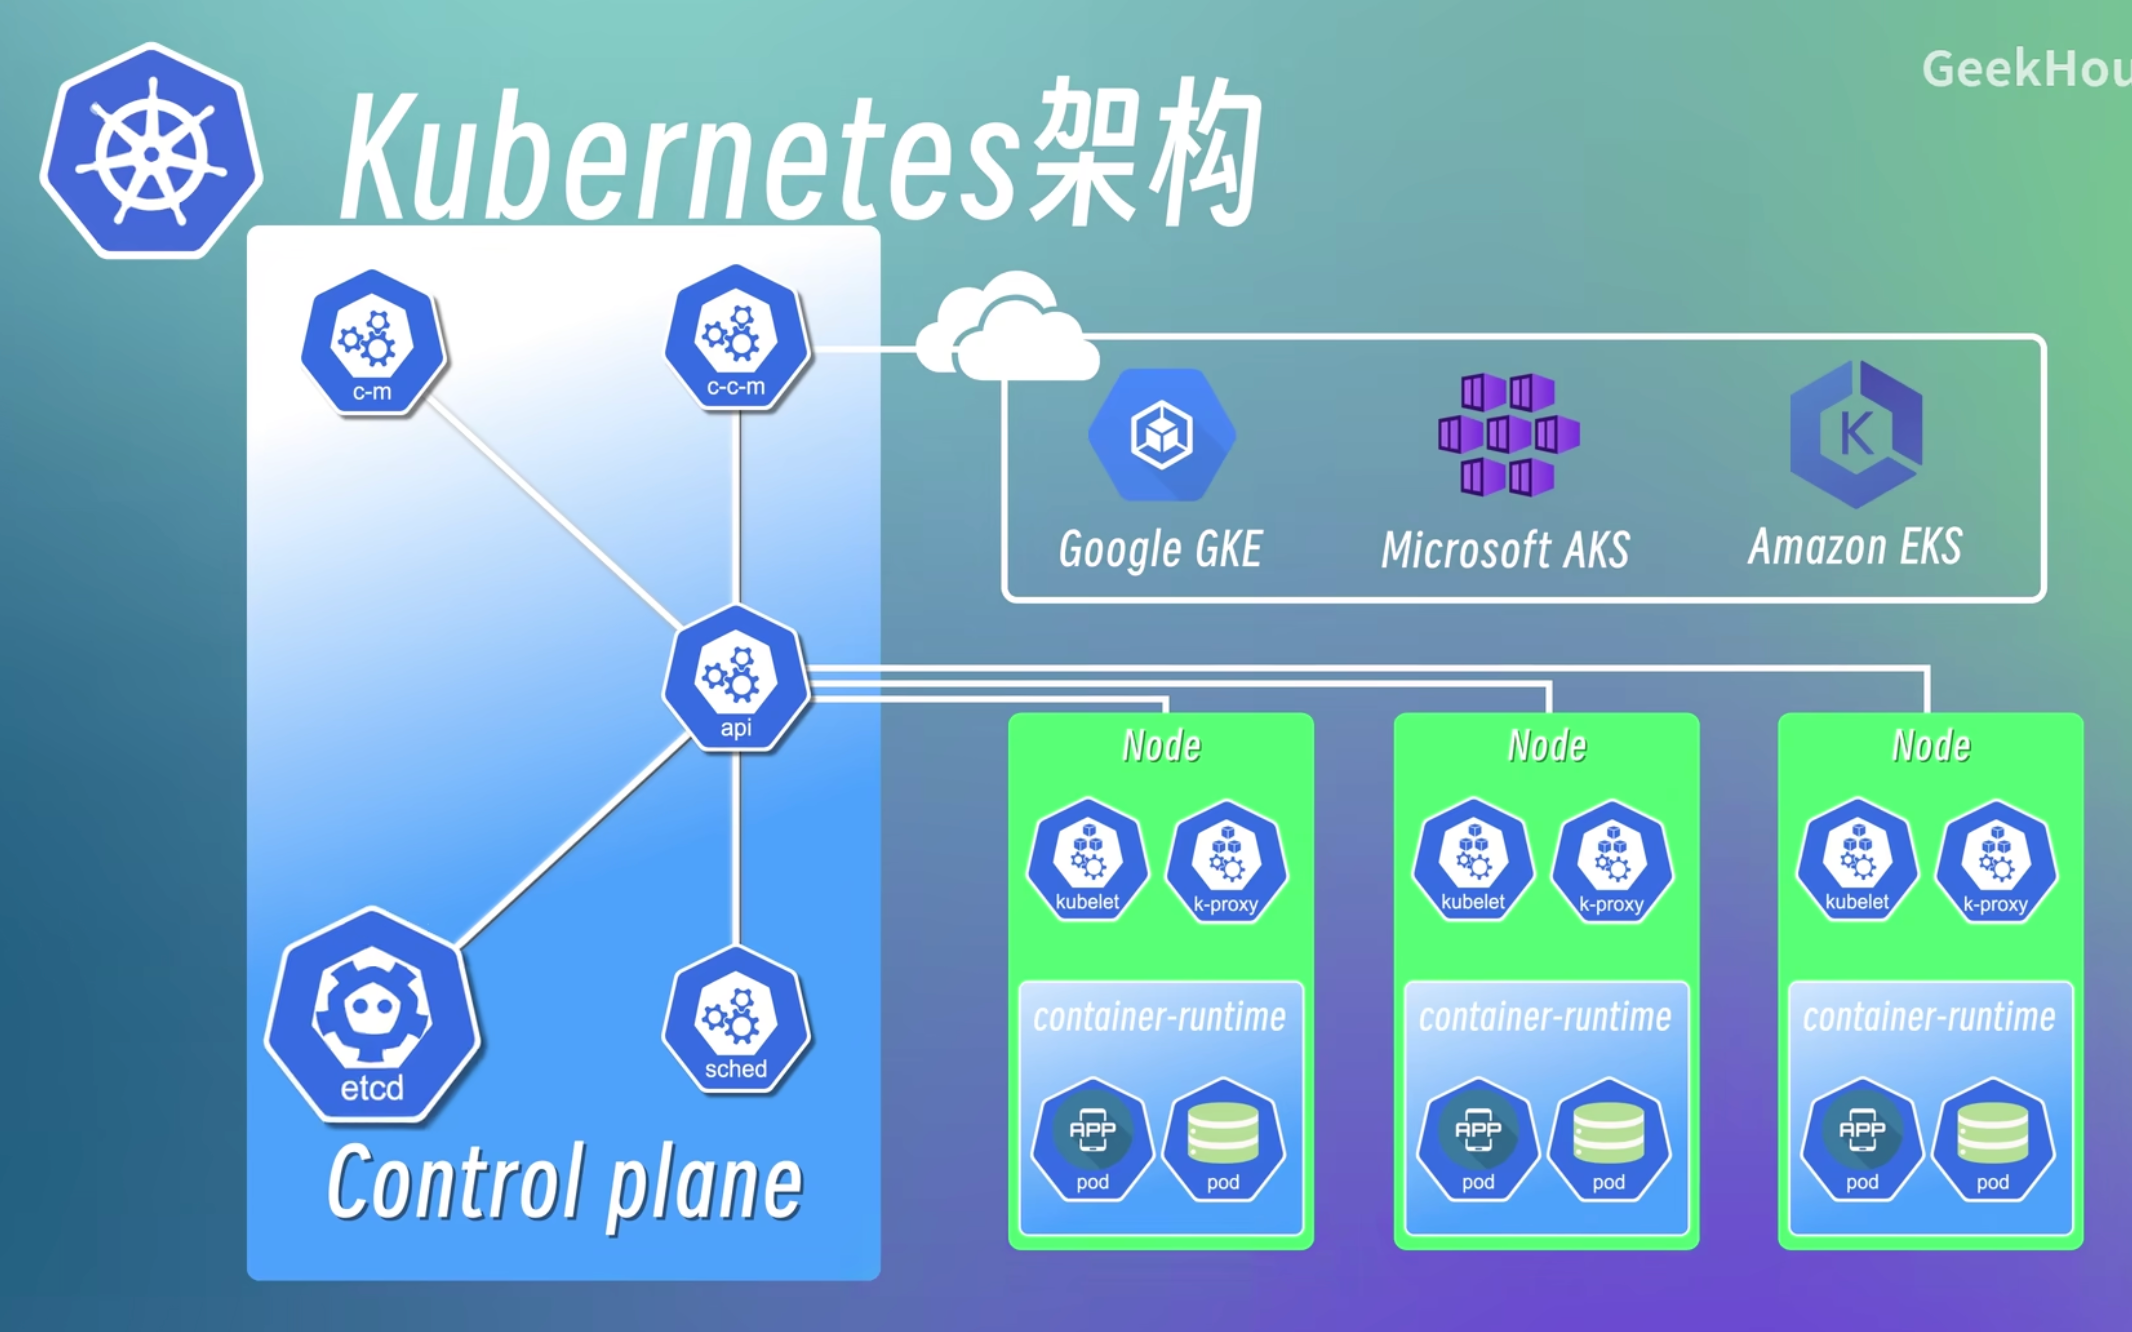 GeekHou
Kubernetes架构
c-m
c-c-m
K
Google GKE
Microsoft AKS
Amazon EKS
api
Node
Node
Node
kubelet
k-proxy
kubelet
k-proxy
kubelet
k-proxy
etcd
sched
container-runtime
container-runtime
container-runtime
APP
APP
APP
pod
pod
pod
pod
pod
pod
Control plane